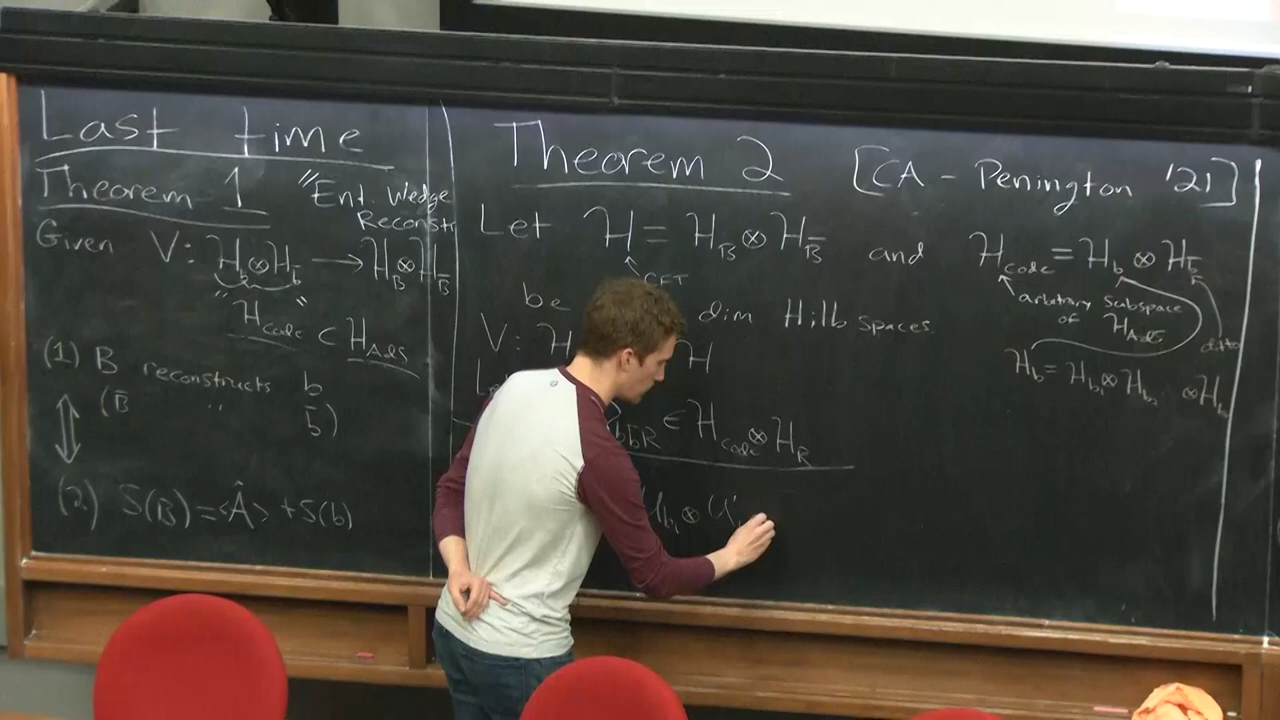 Last time
Theorem 1 "Ent. Wedge
Reconstr
Given V: H_b ⊗ H_b̄ → H_B ⊗ H_B̄
" H_code " ⊂ H_AdS
(1) B reconstructs b
(B̄ " b̄)
⇕
(2) S(B) = <Â> + S(b)
Theorem 2 [CA - Penington '21]
Let H = H_B ⊗ H_B̄ and H_code = H_b ⊗ H_b̄
CFT
arbitrary subspace
of H_AdS
ditto
be dim Hilb spaces
V: H H
H_b = H_b₁ ⊗ H_b₂ ⊗ H_b
L
bb̄R ∈ H_code ⊗ H_R
U_b₁ ⊗ U'